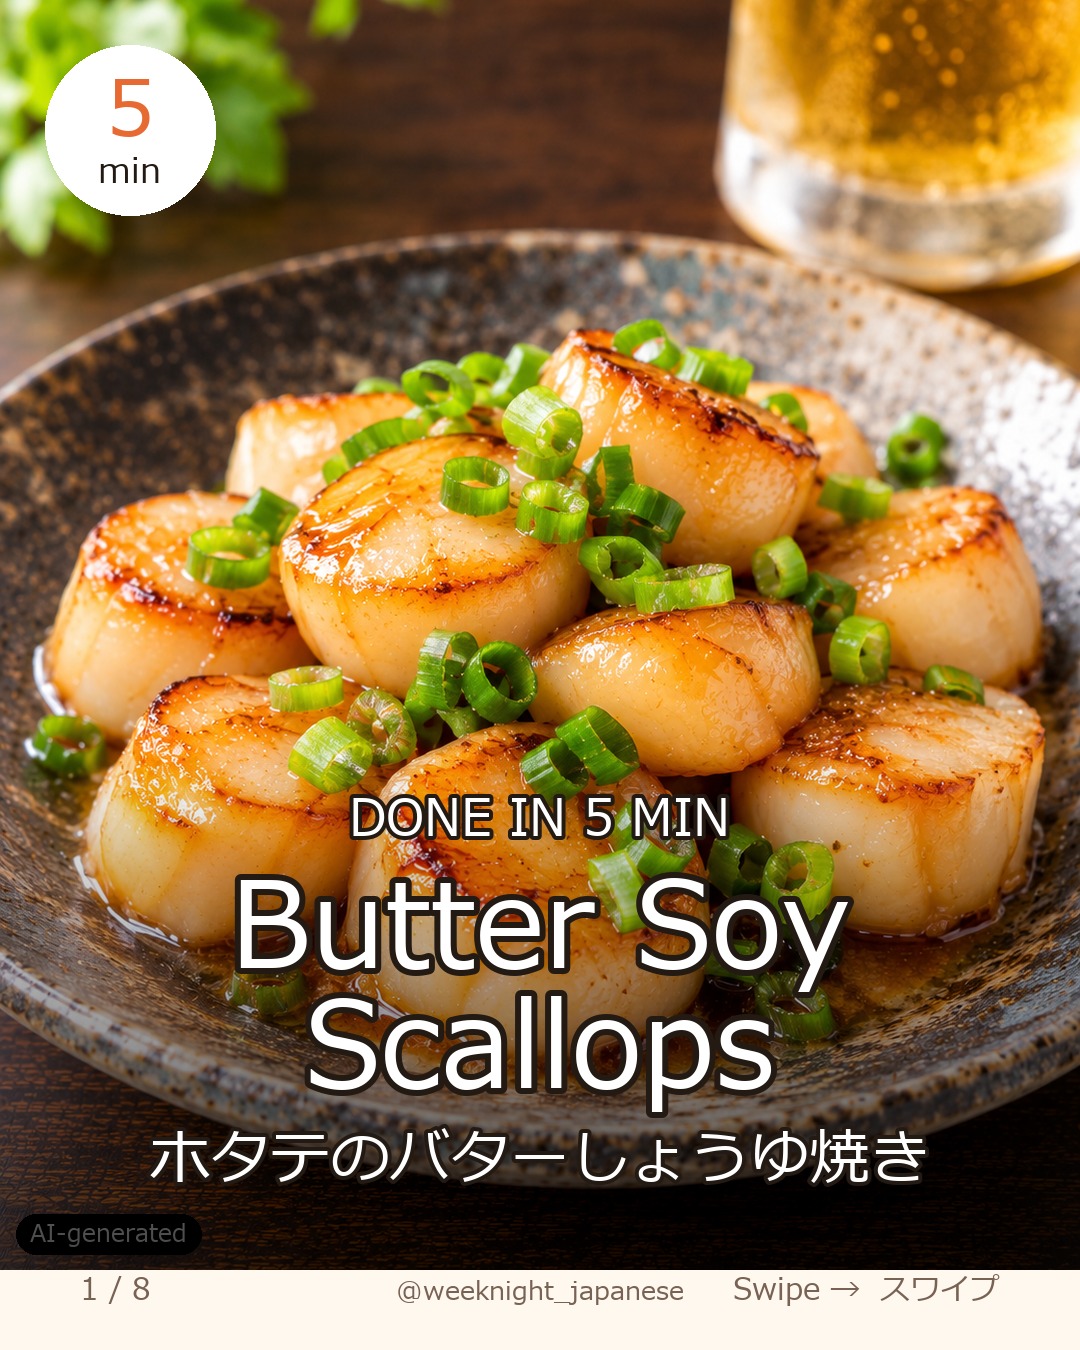 5
min
DONE IN 5 MIN
Butter Soy
Scallops
ホタテのバターしょうゆ焼き
AI-generated
1 / 8
@weeknight_japanese
Swipe → スワイプ